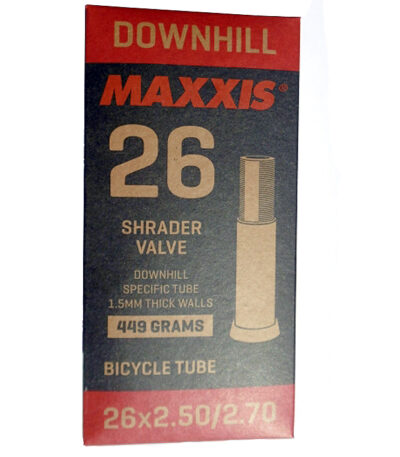 DOWNHILL
MAXXIS®
26
SHRADER
VALVE
DOWNHILL
SPECIFIC TUBE
1.5MM THICK WALLS
449 GRAMS
BICYCLE TUBE
26x2.50/2.70